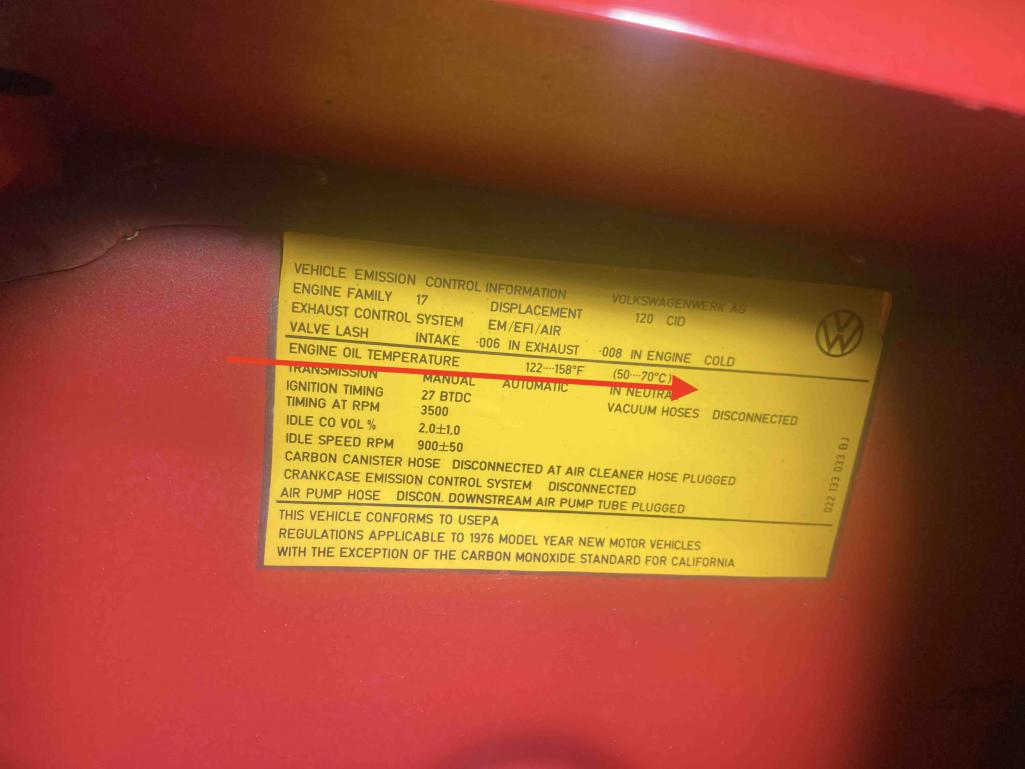 VEHICLE EMISSION CONTROL INFORMATION VOLKSWAGENWERK AG
ENGINE FAMILY 17 DISPLACEMENT 120 CID
EXHAUST CONTROL SYSTEM EM/EFI/AIR
VALVE LASH INTAKE .006 IN EXHAUST .008 IN ENGINE COLD
ENGINE OIL TEMPERATURE 122....158°F (50....70°C)
TRANSMISSION MANUAL AUTOMATIC IN NEUTRAL
IGNITION TIMING 27 BTDC VACUUM HOSES DISCONNECTED
TIMING AT RPM 3500
IDLE CO VOL % 2.0±1.0
IDLE SPEED RPM 900±50
CARBON CANISTER HOSE DISCONNECTED AT AIR CLEANER HOSE PLUGGED
CRANKCASE EMISSION CONTROL SYSTEM DISCONNECTED
AIR PUMP HOSE DISCON. DOWNSTREAM AIR PUMP TUBE PLUGGED
THIS VEHICLE CONFORMS TO USEPA
REGULATIONS APPLICABLE TO 1976 MODEL YEAR NEW MOTOR VEHICLES
WITH THE EXCEPTION OF THE CARBON MONOXIDE STANDARD FOR CALIFORNIA
022 133 033 BJ
VW